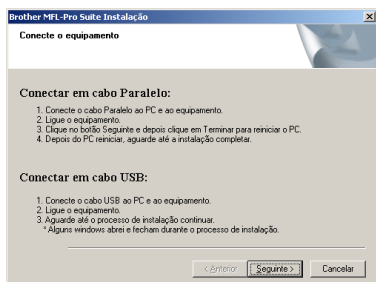 Brother MFL-Pro Suite Instalação
Conecte o equipamento
Conectar em cabo Paralelo:
1. Conecte o cabo Paralelo ao PC e ao equipamento.
2. Ligue o equipamento.
3. Clique no botão Seguinte e depois clique em Terminar para reiniciar o PC.
4. Depois do PC reiniciar, aguarde até a instalação completar.
Conectar em cabo USB:
1. Conecte o cabo USB ao PC e ao equipamento.
2. Ligue o equipamento.
3. Aguarde até o processo de instalação continuar.
* Alguns windows abrei e fecham durante o processo de instalação.
< Anterior Seguinte > Cancelar